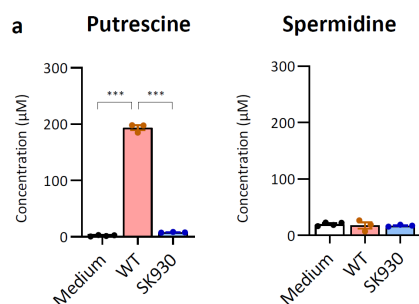 a
Putrescine
Concentration (µM)
300
200
100
0
***
***
Medium
WT
SK930
Spermidine
Concentration (µM)
300
200
100
0
Medium
WT
SK930